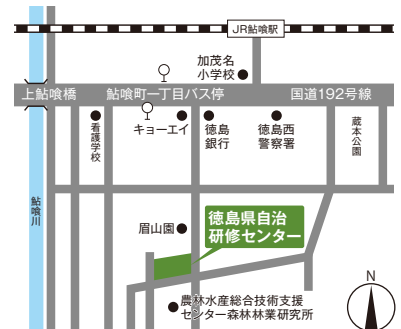 JR鮎喰駅
加茂名
小学校
上鮎喰橋
鮎喰町一丁目バス停
国道192号線
看護学校
キョーエイ
徳島
銀行
徳島西
警察署
蔵本公園
鮎喰川
眉山園
徳島県自治
研修センター
農林水産総合技術支援
センター森林林業研究所
N